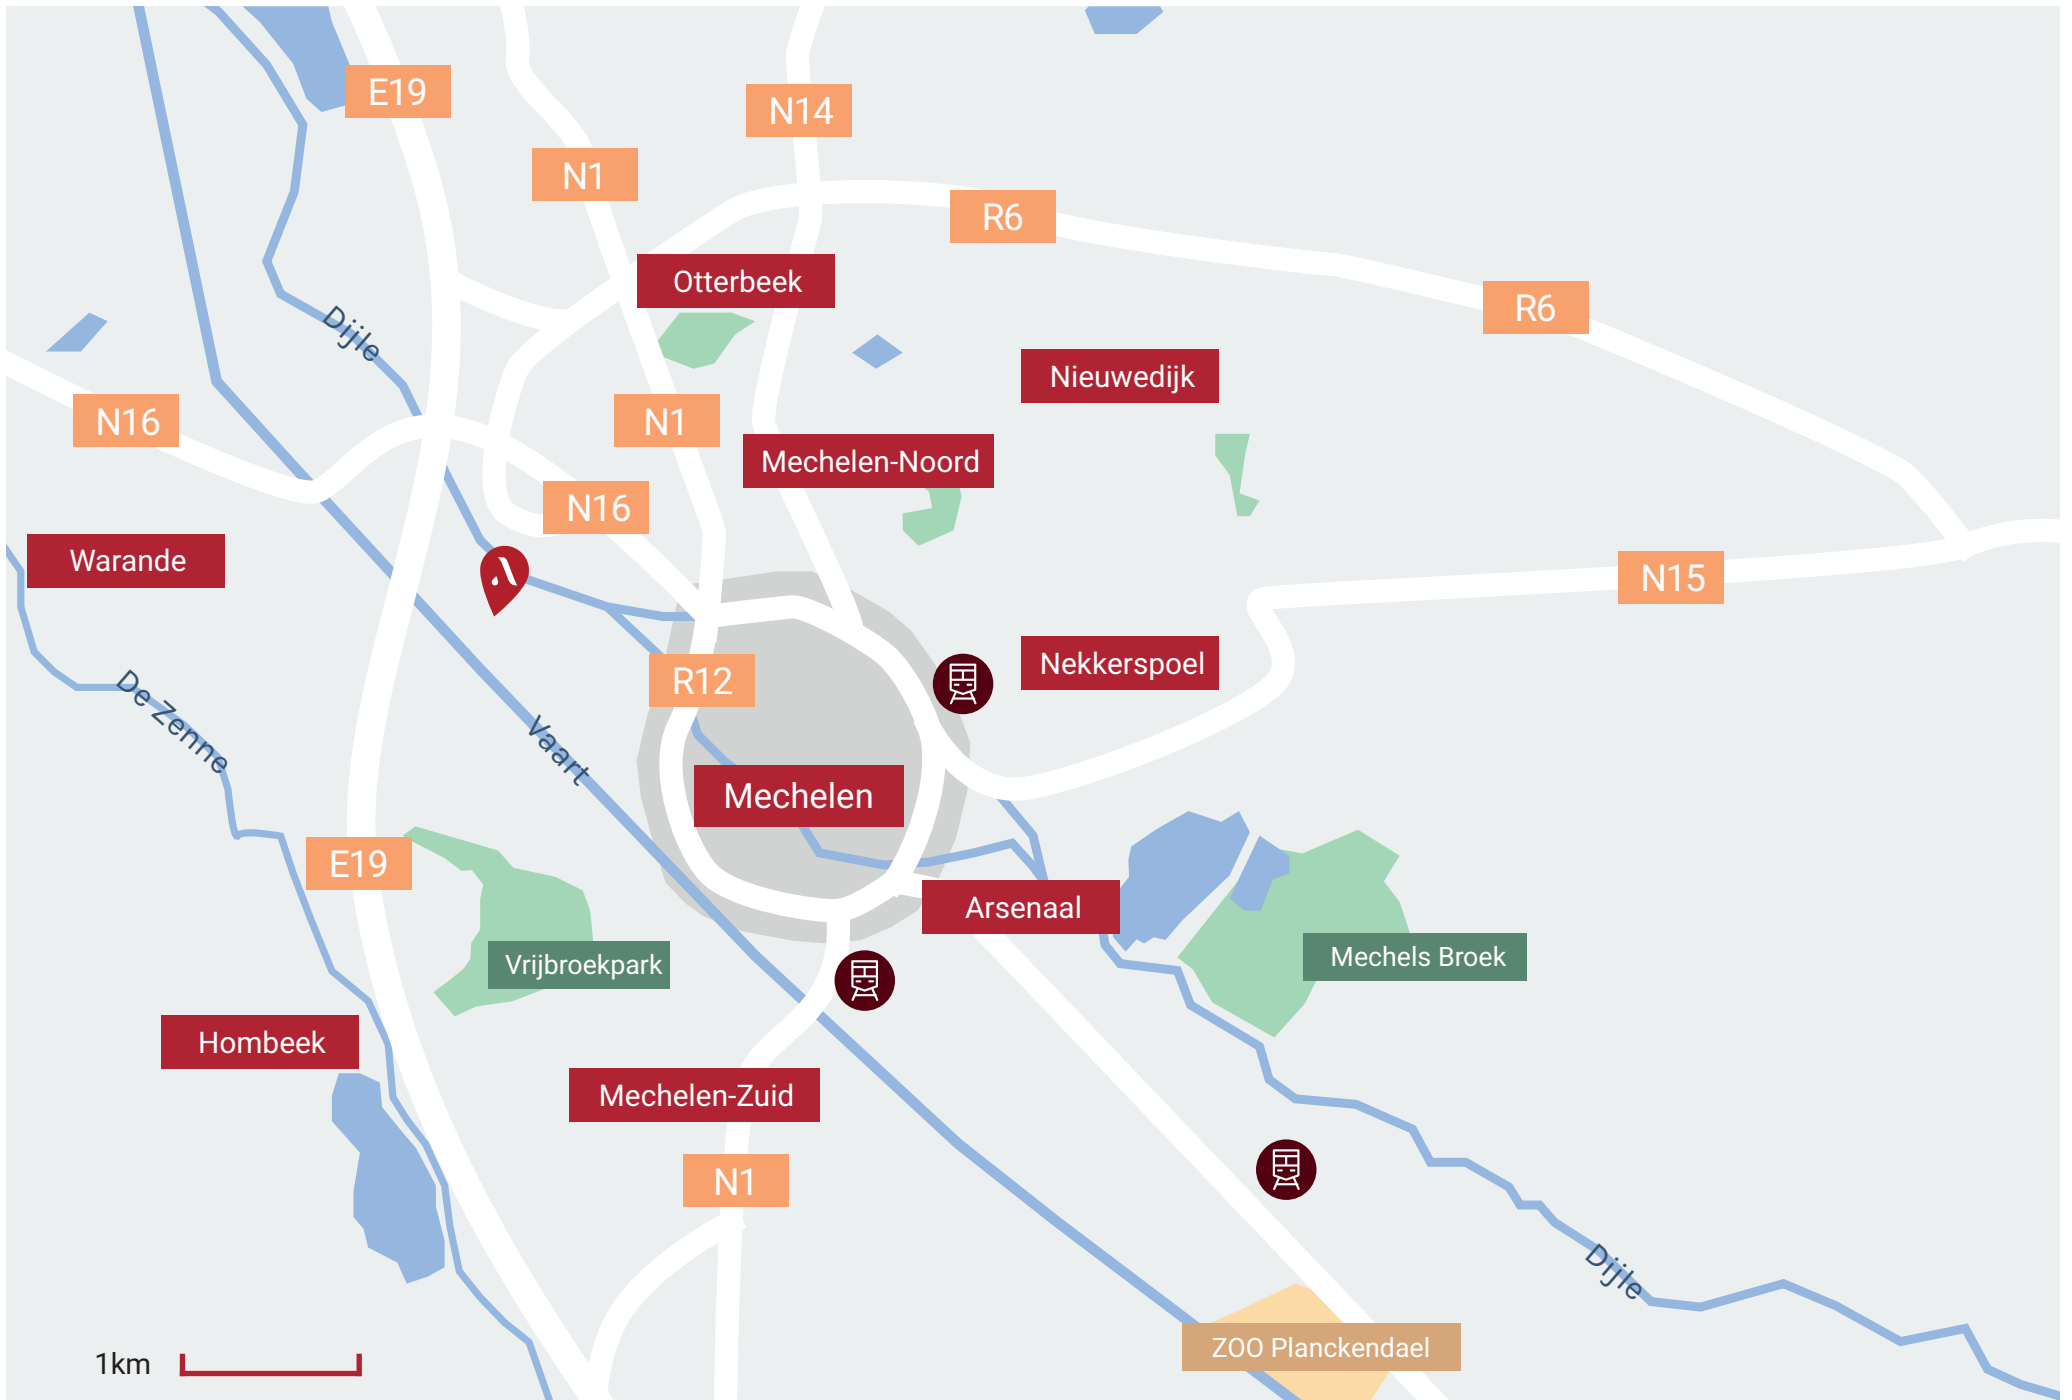 E19
N14
N1
R6
Otterbeek
R6
Dijle
Nieuwedijk
N16
N1
Mechelen-Noord
N16
Warande
N15
Nekkerspoel
R12
De Zenne
Vaart
Mechelen
E19
Arsenaal
Vrijbroekpark
Mechels Broek
Hombeek
Mechelen-Zuid
N1
Dijle
ZOO Planckendael
1km